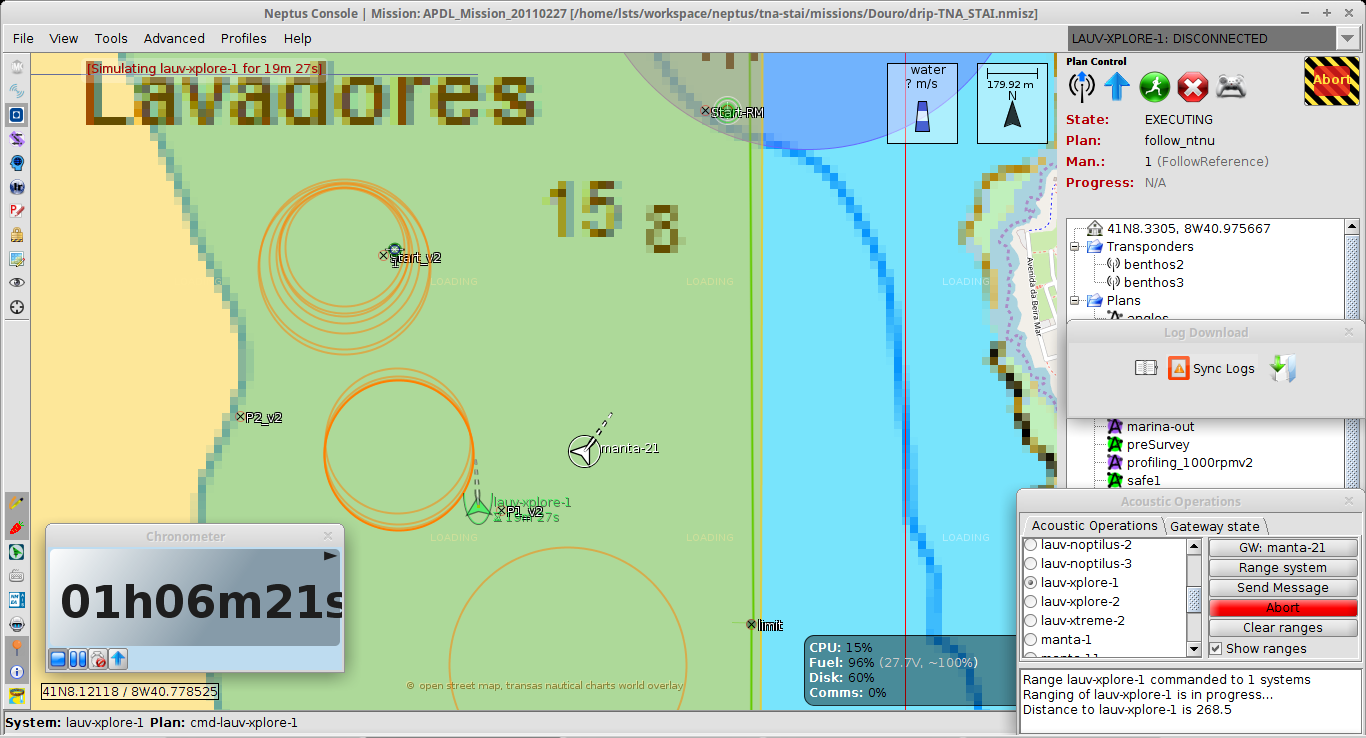 Neptus Console | Mission: APDL_Mission_20110227 [/home/lsts/workspace/neptus/tna-stai/missions/Douro/drip-TNA_STAI.nmisz]
File View Tools Advanced Profiles Help
LAUV-XPLORE-1: DISCONNECTED
[Simulating lauv-xplore-1 for 19m 27s]
Lavadores
water
? m/s
179.92 m
N
Start-RM
15
8
Start_v2
LOADING
LOADING
LOADING
P2_v2
manta-21
lauv-xplore-1
19m 27s
P1_v2
LOADING
LOADING
LOADING
limit
Avenida da Beira Mar
© open street map, transas nautical charts world overlay
41N8.12118 / 8W40.778525
Chronometer
01h06m21s
CPU: 15%
Fuel: 96% (27.7V, ~100%)
Disk: 60%
Comms: 0%
Plan Control
Abort
State: EXECUTING
Plan: follow_ntnu
Man.: 1 (FollowReference)
Progress: N/A
41N8.3305, 8W40.975667
Transponders
benthos2
benthos3
Plans
angles
Log Download
Sync Logs
marina-out
preSurvey
profiling_1000rpmv2
safe1
Acoustic Operations
Acoustic Operations Gateway state
lauv-noptilus-2
lauv-noptilus-3
lauv-xplore-1
lauv-xplore-2
lauv-xtreme-2
manta-1
manta-11
GW: manta-21
Range system
Send Message
Abort
Clear ranges
Show ranges
Range lauv-xplore-1 commanded to 1 systems
Ranging of lauv-xplore-1 is in progress...
Distance to lauv-xplore-1 is 268.5
System: lauv-xplore-1 Plan: cmd-lauv-xplore-1